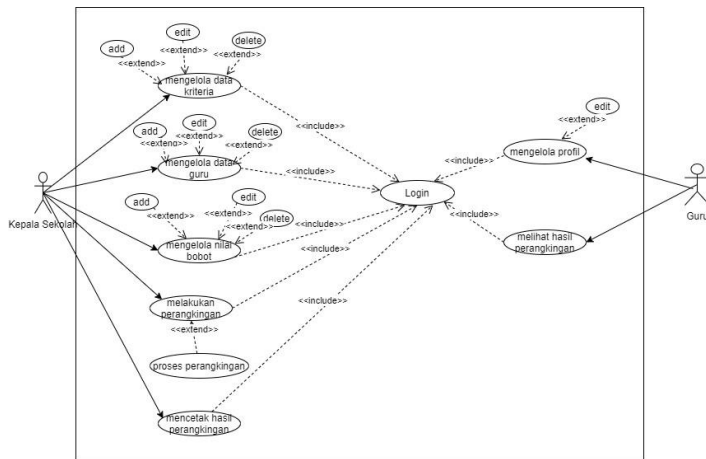 edit
add
delete
<<extend>>
<<extend>>
<<extend>>
mengelola data
kriteria
edit
<<extend>>
add
edit
delete
<<extend>>
<<extend>>
<<extend>>
<<include>>
mengelola data
guru
<<include>>
<<include>>
mengelola profil
Login
Kepala Sekolah
Guru
add
edit
delete
<<extend>>
<<extend>>
<<extend>>
mengelola nilai
bobot
<<include>>
<<include>>
<<include>>
melihat hasil
perangkingan
melakukan
perangkingan
<<include>>
<<extend>>
proses perangkingan
mencetak hasil
perangkingan